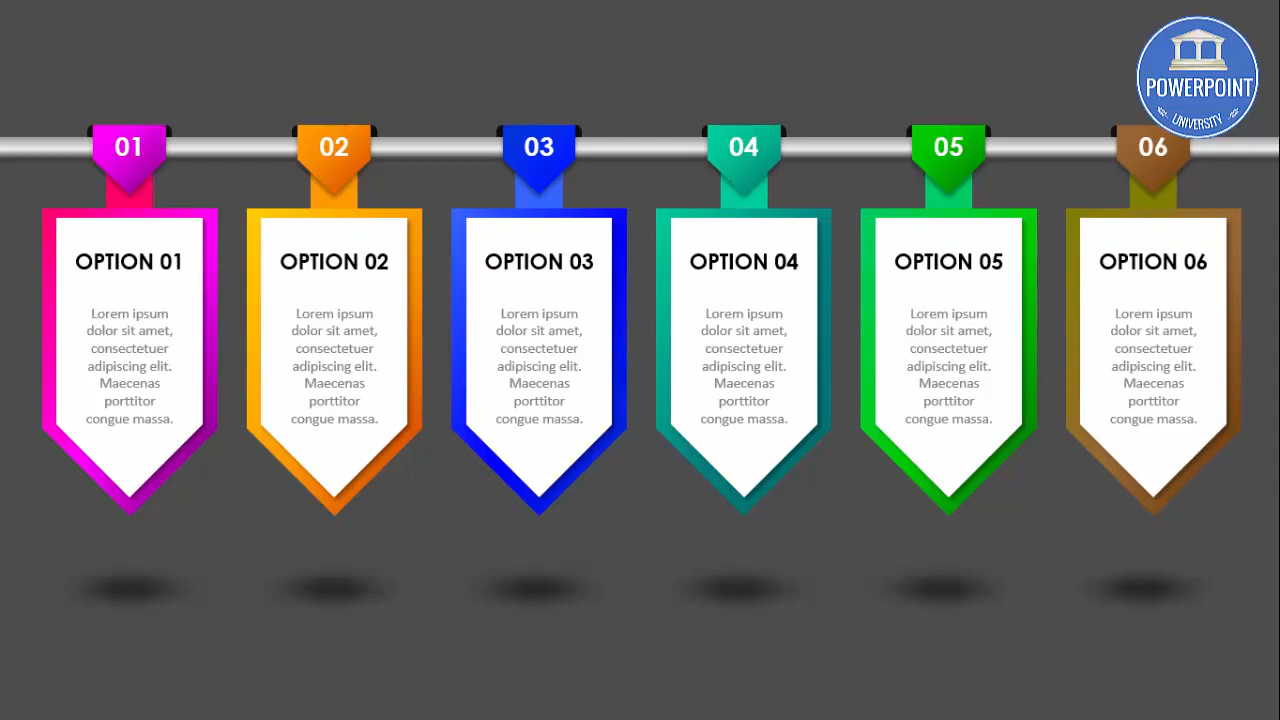 POWERPOINT
UNIVERSITY
01
02
03
04
05
06
OPTION 01
Lorem ipsum
dolor sit amet,
consectetuer
adipiscing elit.
Maecenas
porttitor
congue massa.
OPTION 02
Lorem ipsum
dolor sit amet,
consectetuer
adipiscing elit.
Maecenas
porttitor
congue massa.
OPTION 03
Lorem ipsum
dolor sit amet,
consectetuer
adipiscing elit.
Maecenas
porttitor
congue massa.
OPTION 04
Lorem ipsum
dolor sit amet,
consectetuer
adipiscing elit.
Maecenas
porttitor
congue massa.
OPTION 05
Lorem ipsum
dolor sit amet,
consectetuer
adipiscing elit.
Maecenas
porttitor
congue massa.
OPTION 06
Lorem ipsum
dolor sit amet,
consectetuer
adipiscing elit.
Maecenas
porttitor
congue massa.